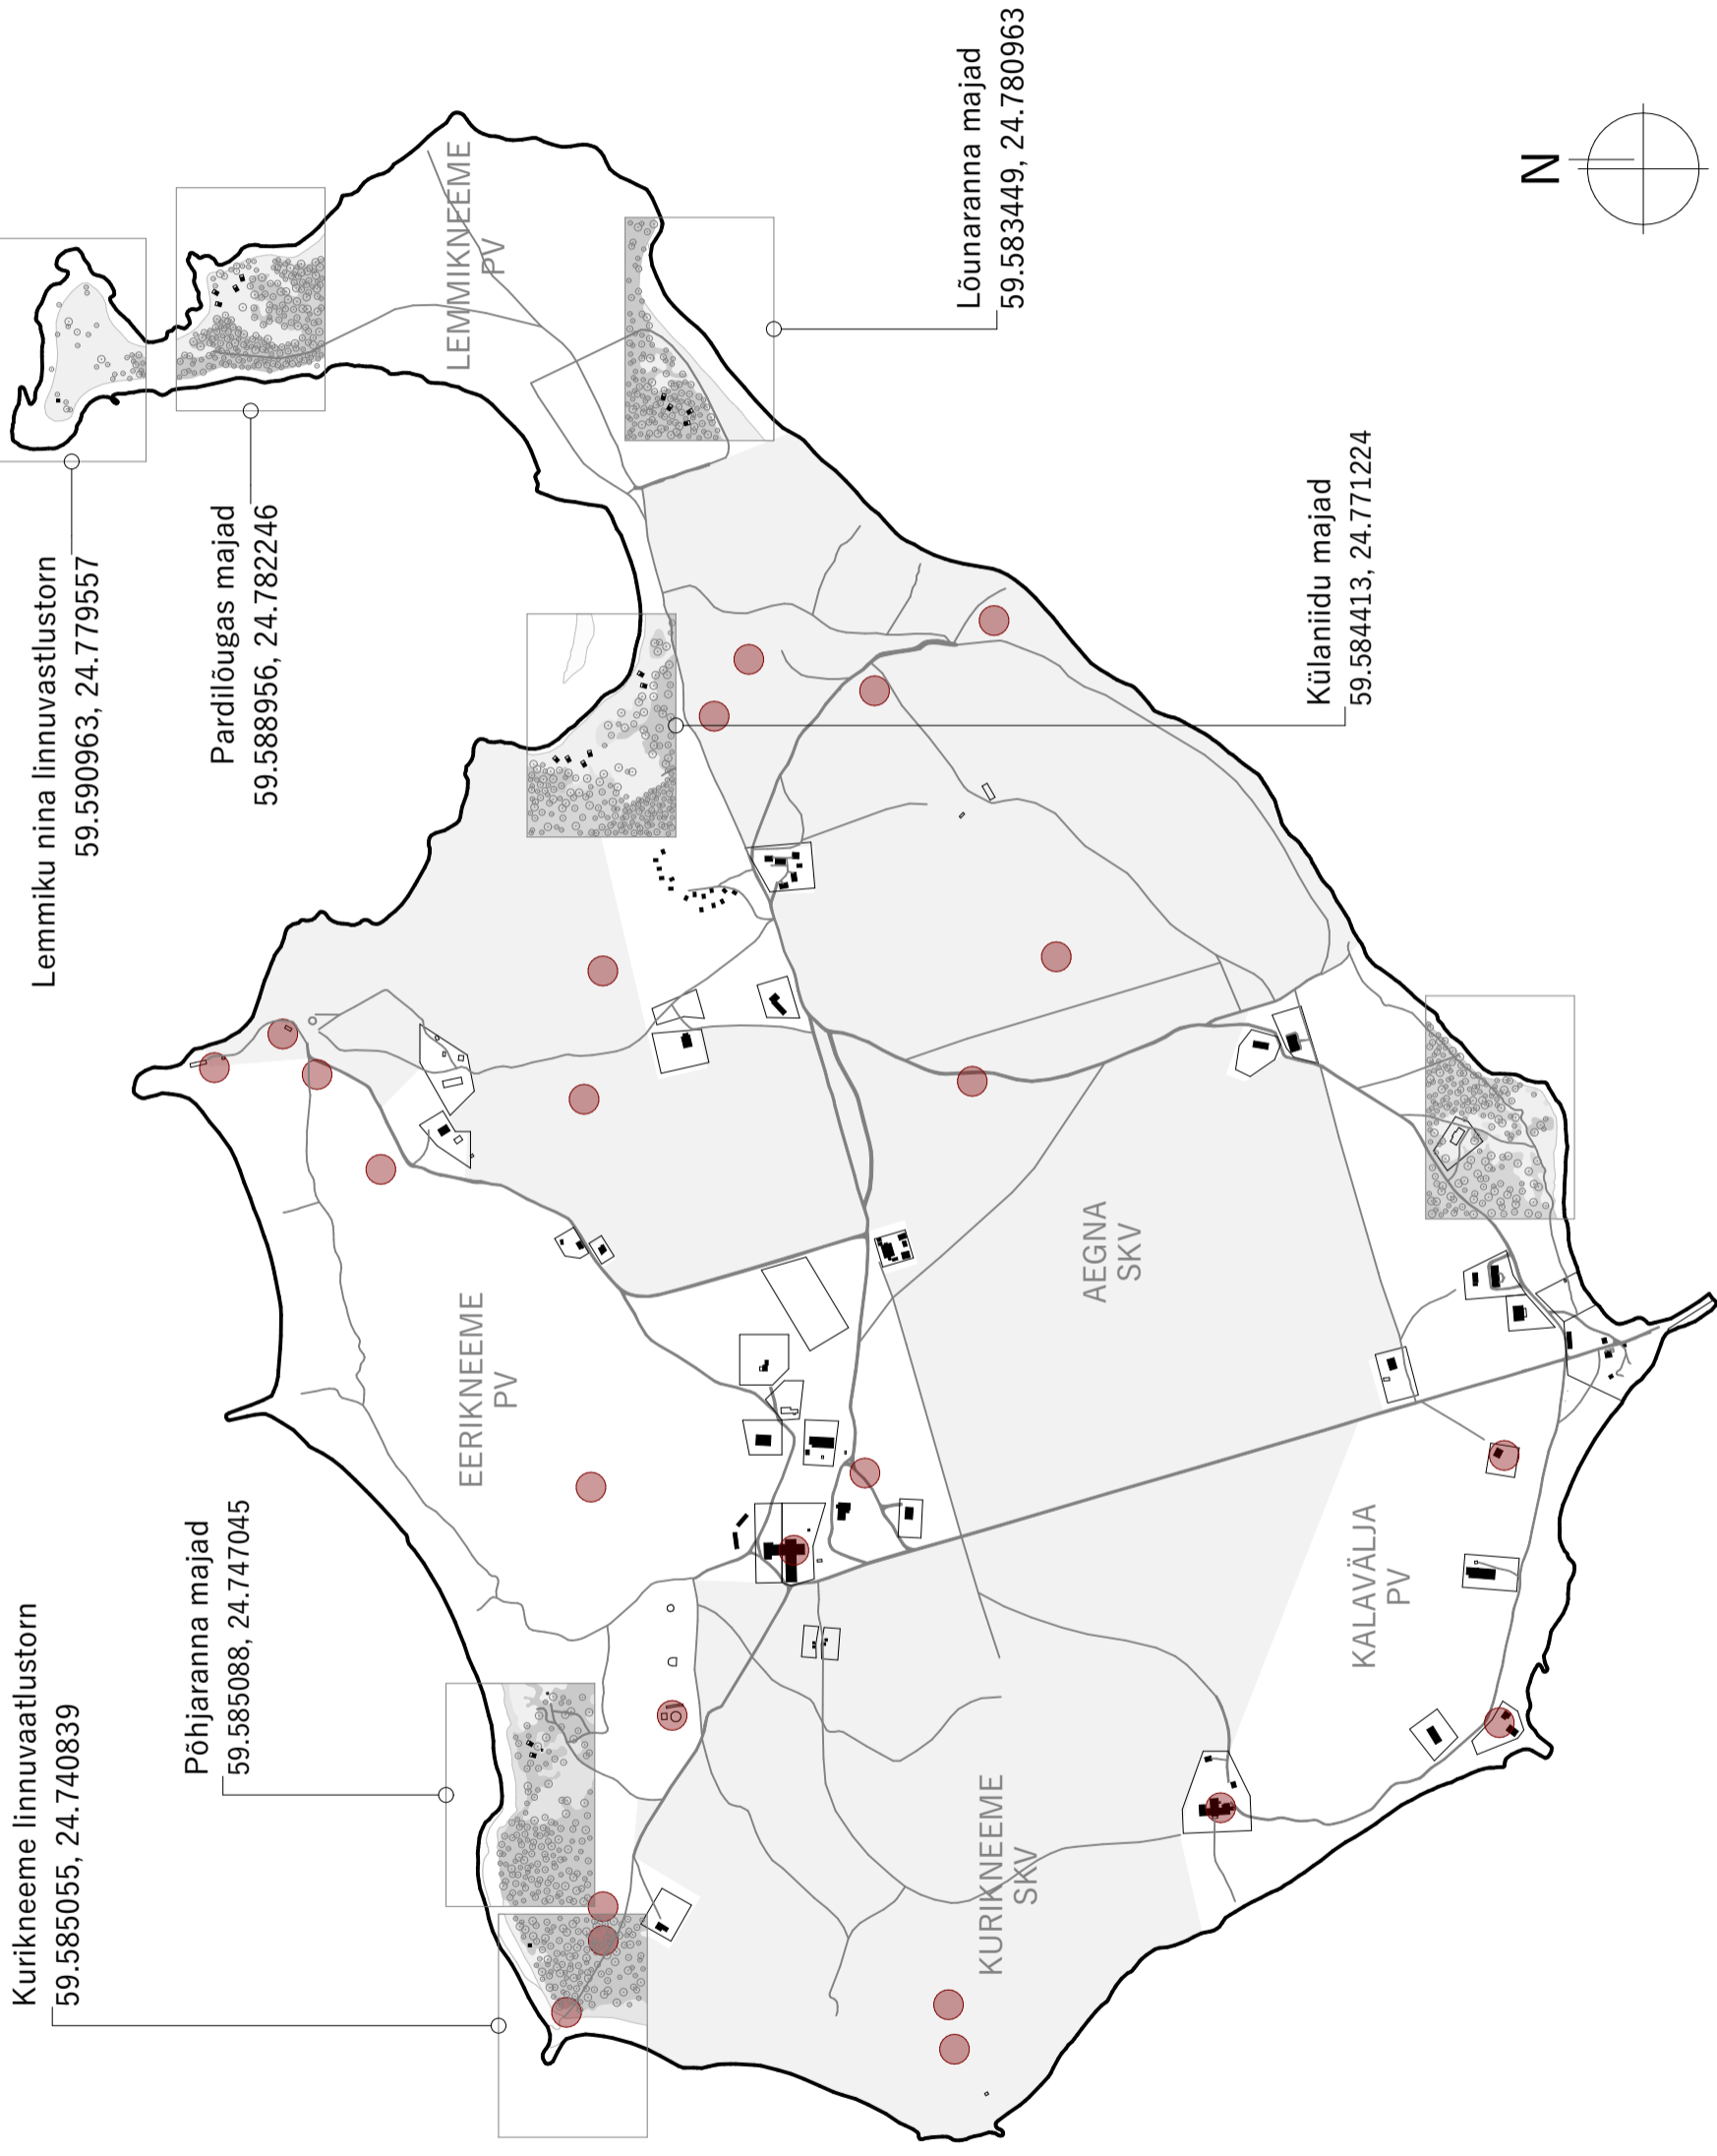 Kurikneeme linnuvaatlustorn
59.585055, 24.740839
Põhjaranna majad
59.585088, 24.747045
Lemmiku nina linnuvastlustorn
59.590963, 24.779557
Pardilõugas majad
59.588956, 24.782246
LEMMIKNEEME
PV
Lõunaranna majad
59.583449, 24.780963
Külaniidu majad
59.584413, 24.771224
EERIKNEEME
PV
AEGNA
SKV
KURIKNEEME
SKV
KALAVÄLJA
PV
N